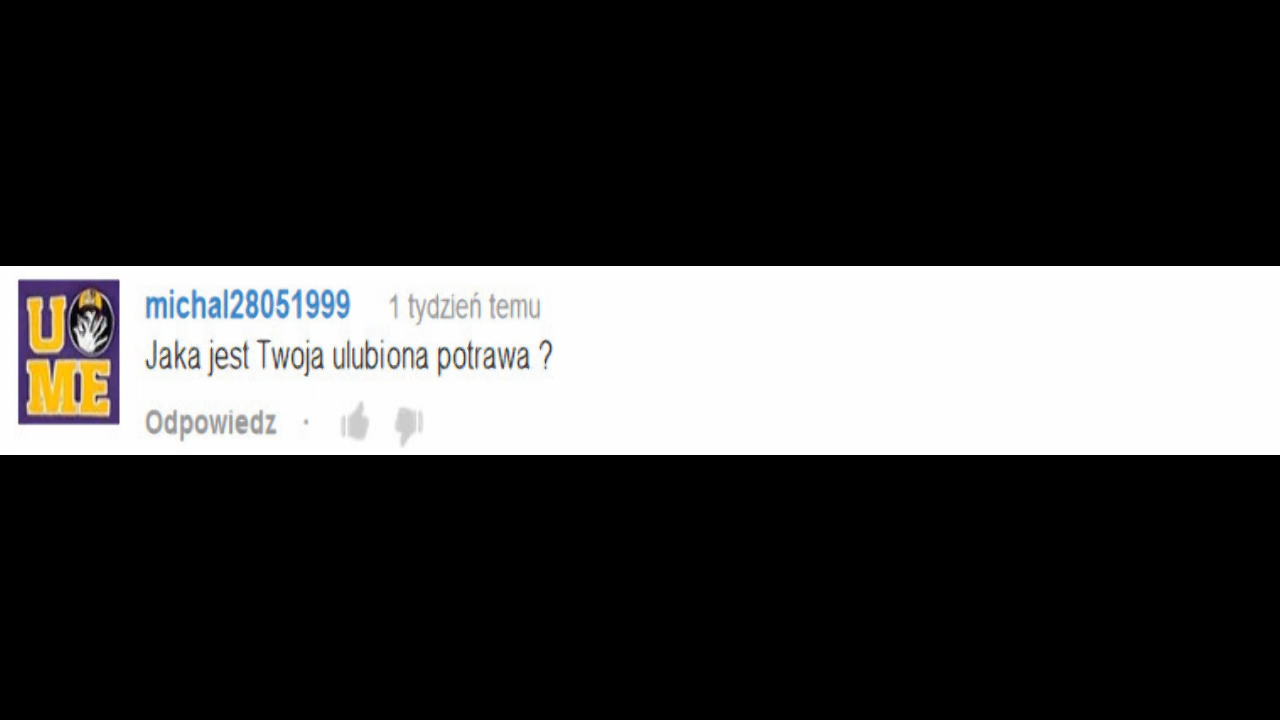 U
ME
michal28051999 1 tydzień temu
Jaka jest Twoja ulubiona potrawa ?
Odpowiedz ·